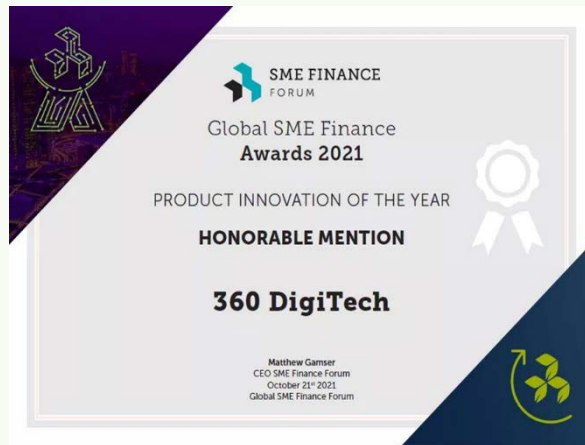 SME FINANCE
FORUM
Global SME Finance
Awards 2021
PRODUCT INNOVATION OF THE YEAR
HONORABLE MENTION
360 DigiTech
Matthew Gamser
CEO SME Finance Forum
October 21st 2021
Global SME Finance Forum